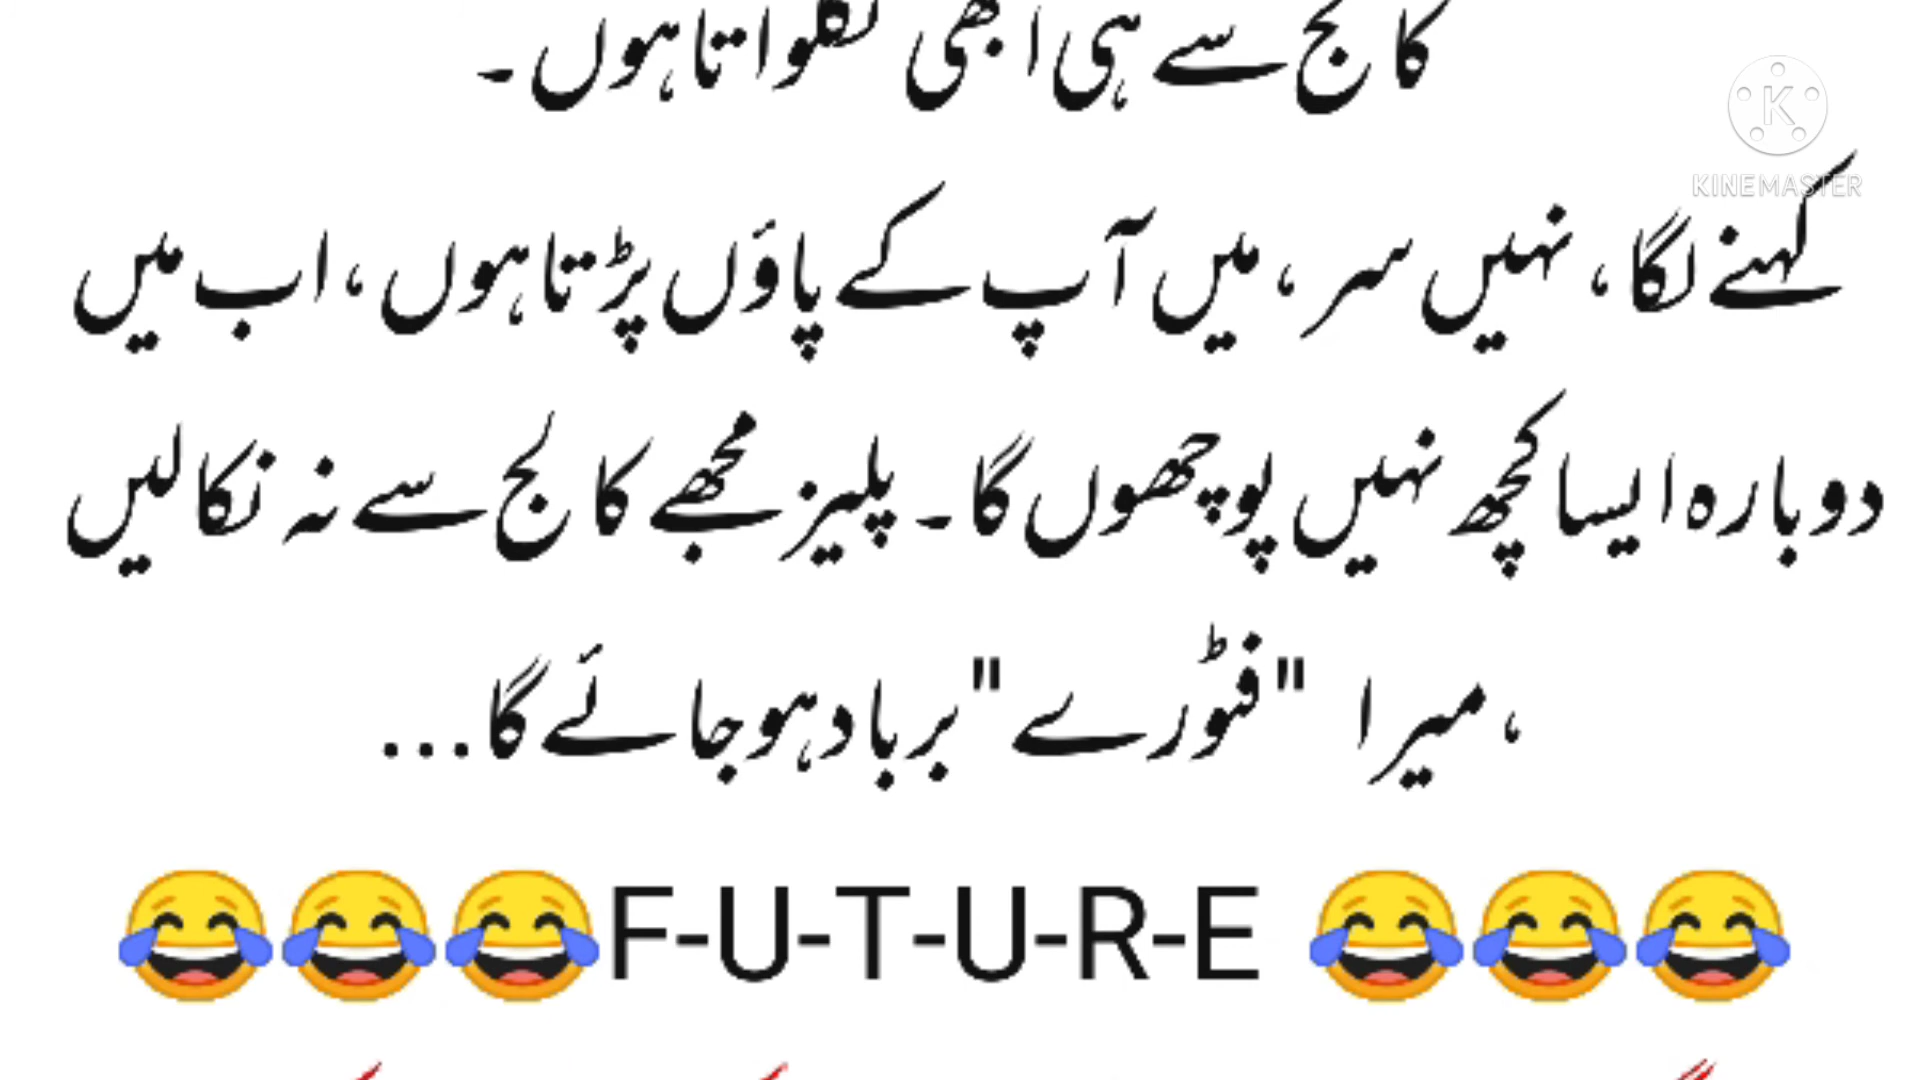 کالج سے ہی ابھی نکلواتا ہوں۔
KINEMASTER
کہنے لگا، نہیں سر، میں آپ کے پاؤں پڑتا ہوں، اب میں
دوبارہ ایسا کچھ نہیں پوچھوں گا۔ پلیز مجھے کالج سے نہ نکالیں
،میرا "فٹورے" برباد ہو جائے گا...
😂😂😂F-U-T-U-R-E 😂😂😂